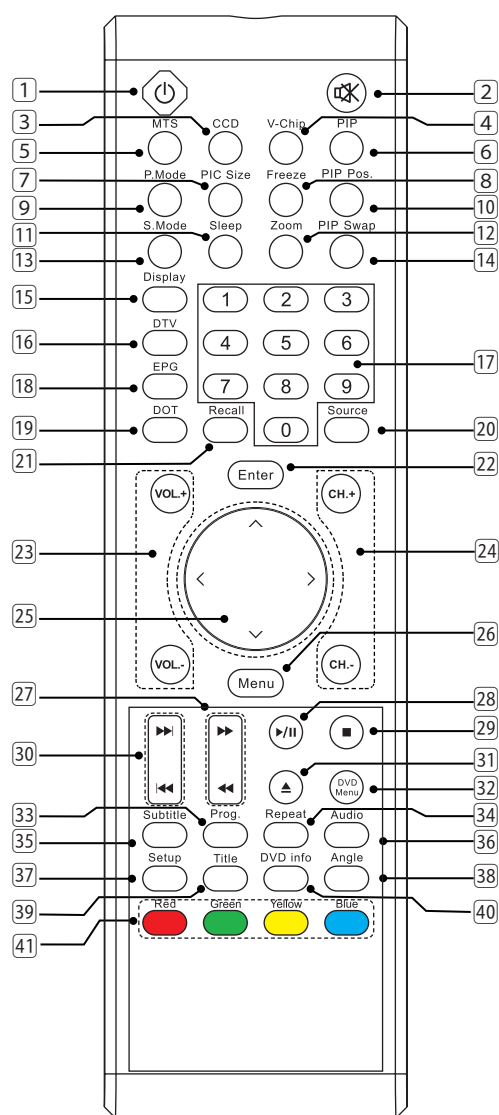 1 2
3 4
MTS CCD V-Chip PIP
5 6
7 P.Mode PIC Size Freeze PIP Pos. 8
9 10
11 S.Mode Sleep Zoom PIP Swap 12
13 14
Display
15 1 2 3
DTV
16 4 5 6 17
EPG
18 7 8 9
DOT Recall Source
19 0 20
21 Enter 22
VOL.+ CH.+
23 24
25
VOL.- CH.- 26
Menu
27 28
29
30 31
DVD
Menu 32
33 Subtitle Prog. Repeat Audio 34
35 36
37 Setup Title DVD info Angle 38
39 40
Red Green Yellow Blue
41